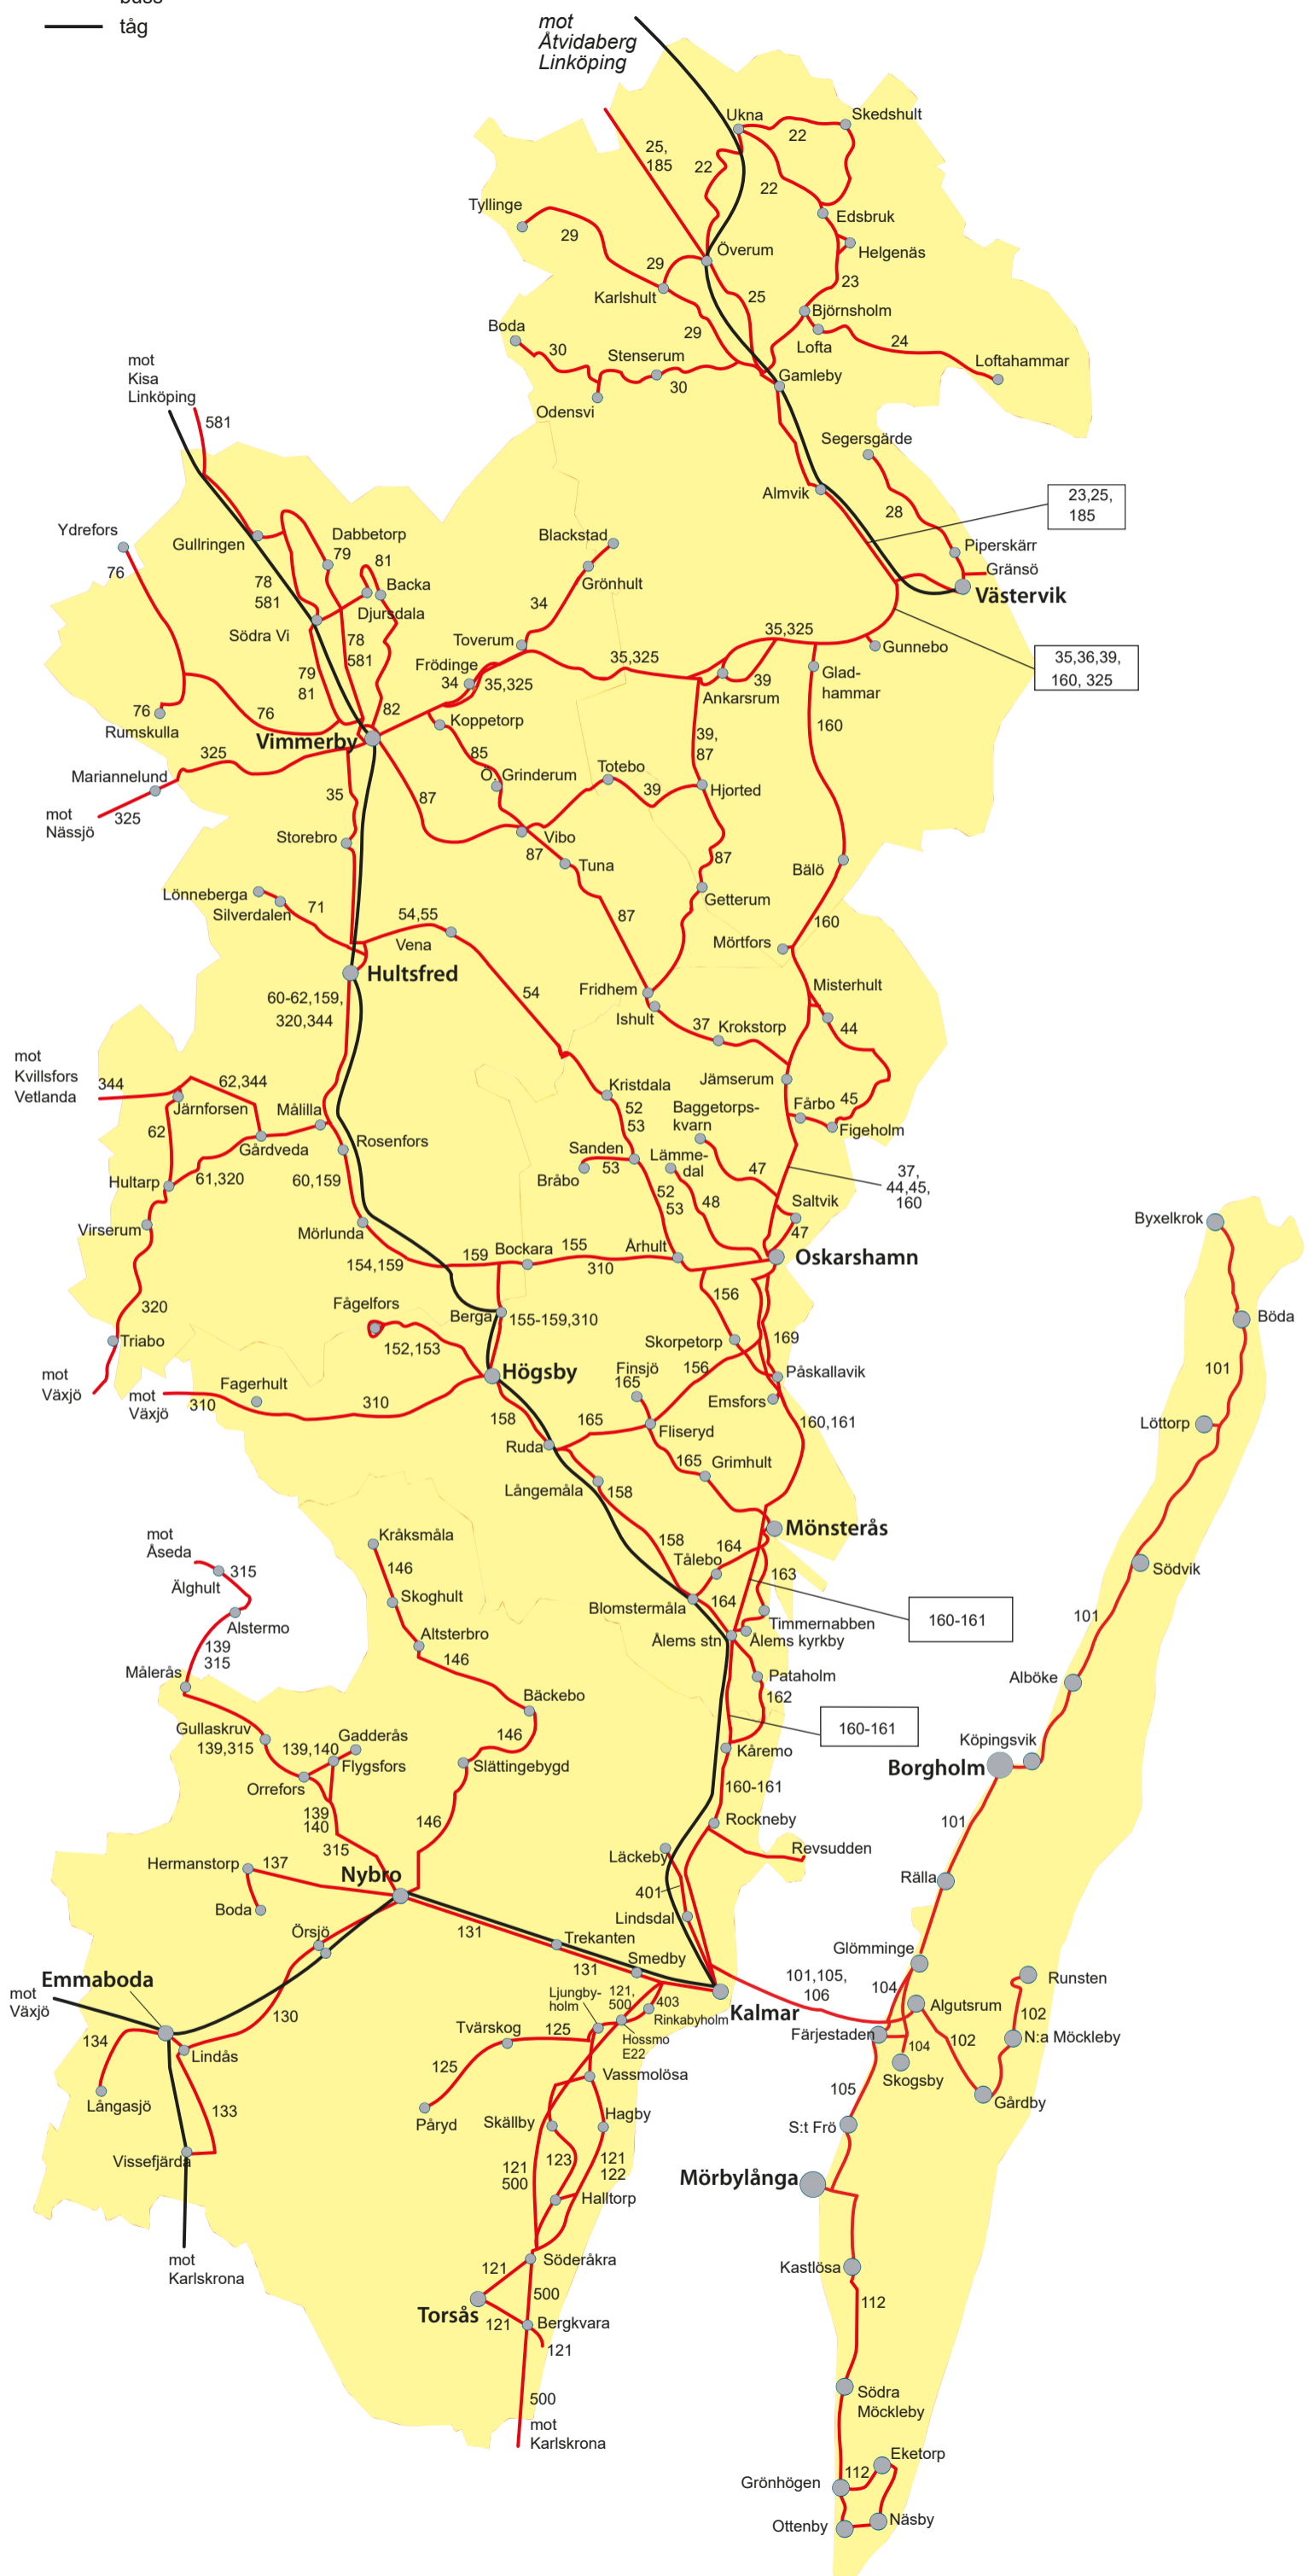 buss
tåg
mot
Åtvidaberg
Linköping
Ukna
Skedshult
22
25,
185
22
22
Tyllinge
Edsbruk
29
Överum
Helgenäs
29
23
Karlshult
25
Björnsholm
Boda
29
24
Lofta
30
Stenserum
Loftahammar
mot
Kisa
Linköping
Gamleby
30
Odensvi
581
Segersgärde
Almvik
23,25,
185
28
Ydrefors
Gullringen
Dabbetorp
Blackstad
79
Piperskärr
81
Gränsö
76
78
581
Backa
Grönhult
Västervik
Djursdala
34
Södra Vi
78
581
Toverum
35,325
Gunnebo
35,36,39,
160, 325
Frödinge
35,325
79
81
34
35,325
Ankarsrum
39
Glad-
hammar
76
Rumskulla
76
82
Koppetorp
160
Vimmerby
39,
87
325
85
Mariannelund
Ö. Grinderum
Totebo
39
Hjorted
35
87
mot
Nässjö
325
Storebro
Vibo
87
Tuna
87
Bälö
Lönneberga
Silverdalen
71
Getterum
54,55
87
160
Vena
Mörtfors
Hultsfred
Fridhem
Misterhult
60-62,159,
320,344
54
Ishult
37
Krokstorp
44
mot
Kvillsfors
Vetlanda
344
62,344
Jämserum
Kristdala
Järnforsen
Målilla
Baggetorps-
kvarn
Fårbo
45
52
53
Figeholm
62
Gårdveda
Rosenfors
Sanden
Lämme-
dal
53
Bråbo
47
37,
44,45,
160
Hultarp
61,320
60,159
52
53
48
Saltvik
Virserum
Mörlunda
47
Byxelkrok
154,159
159
Bockara
155
310
Århult
Oskarshamn
320
Fågelfors
Berga
155-159,310
156
Böda
Triabo
152,153
Skorpetorp
169
mot
Växjö
Högsby
Finsjö
165
156
Påskallavik
101
mot
Växjö
310
Fagerhult
310
Emsfors
158
165
Fliseryd
160,161
Löttorp
Ruda
165
Grimhult
Långemåla
158
mot
Åseda
Kråksmåla
Mönsterås
158
164
Tålebo
315
146
163
Södvik
Älghult
Skoghult
Blomstermåla
164
160-161
101
Alstermo
Altsterbro
Timmernabben
Ålems stn
Ålems kyrkby
139
315
146
Målerås
Pataholm
Alböke
Bäckebo
162
Gullaskruv
139,315
Gadderås
139,140
146
160-161
Köpingsvik
Flygsfors
Slättingebygd
Kåremo
Borgholm
Orrefors
160-161
139
140
146
Rockneby
101
315
Läckeby
Revsudden
Hermanstorp
137
Nybro
Rälla
401
Boda
Lindsdal
Örsjö
131
Trekanten
Glömminge
Smedby
Emmaboda
131
101,105,
106
104
Runsten
mot
Växjö
Ljungby-
holm
121,
500
403
Kalmar
Algutsrum
130
Rinkabyholm
102
134
Tvärskog
125
Hossmo
E22
Färjestaden
102
N:a Möckleby
Lindås
104
125
Vassmolösa
Skogsby
Långasjö
105
Gårdby
133
Påryd
Skällby
Hagby
S:t Frö
Vissefjärda
123
121
122
121
500
Mörbylånga
Halltorp
mot
Karlskrona
Söderåkra
Kastlösa
121
500
112
Torsås
121
Bergkvara
121
Södra
Möckleby
500
mot
Karlskrona
Eketorp
Grönhögen
112
Näsby
Ottenby